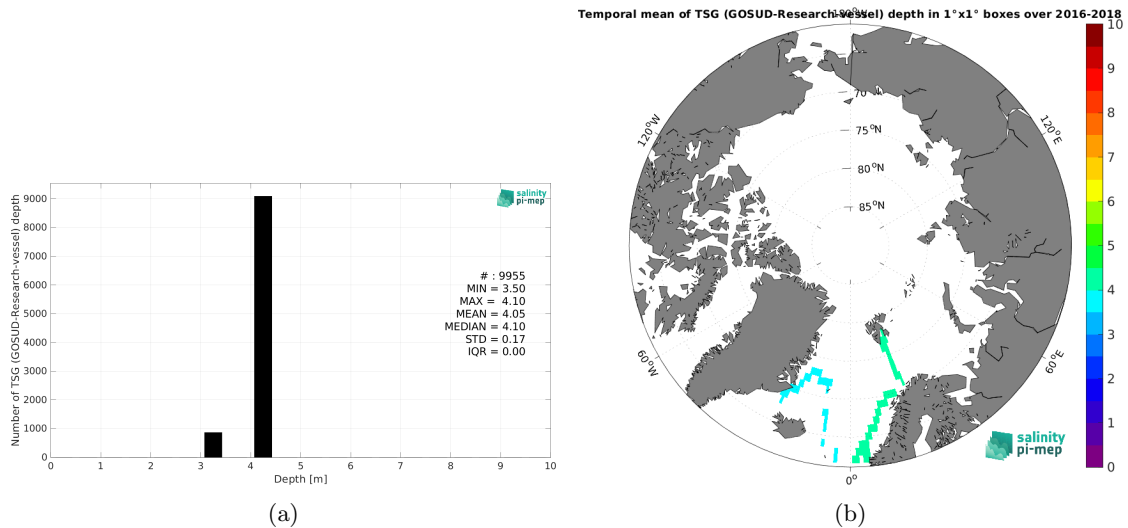 Temporal mean of TSG (GOSUD-Research-vessel) depth in 1°x1° boxes over 2016-2018
180°W
120°W
120°E
60°W
60°E
0°
70
75°N
80°N
85°N
10
9
8
7
6
5
4
3
2
1
0
salinity
pi-mep
Number of TSG (GOSUD-Research-vessel) depth
9000
8000
7000
6000
5000
4000
3000
2000
1000
0
0 1 2 3 4 5 6 7 8 9 10
Depth [m]
salinity
pi-mep
# : 9955
MIN = 3.50
MAX = 4.10
MEAN = 4.05
MEDIAN = 4.10
STD = 0.17
IQR = 0.00
(a)
(b)